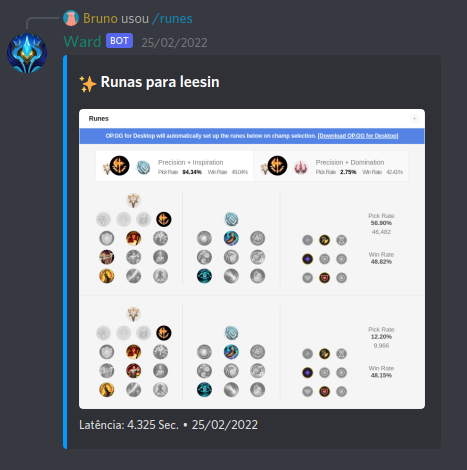 Bruno usou /runes
Ward BOT 25/02/2022
✨ Runas para leesin
Runes
OP.GG for Desktop will automatically set up the runes below on champ selection. [Download OP.GG for Desktop]
Precision + Inspiration
Pick Rate 94.34% Win Rate 49.04%
Precision + Domination
Pick Rate 2.75% Win Rate 42.42%
Pick Rate
56.90%
46,482
Win Rate
48.82%
Pick Rate
12.20%
9,966
Win Rate
48.15%
Latência: 4.325 Sec. • 25/02/2022